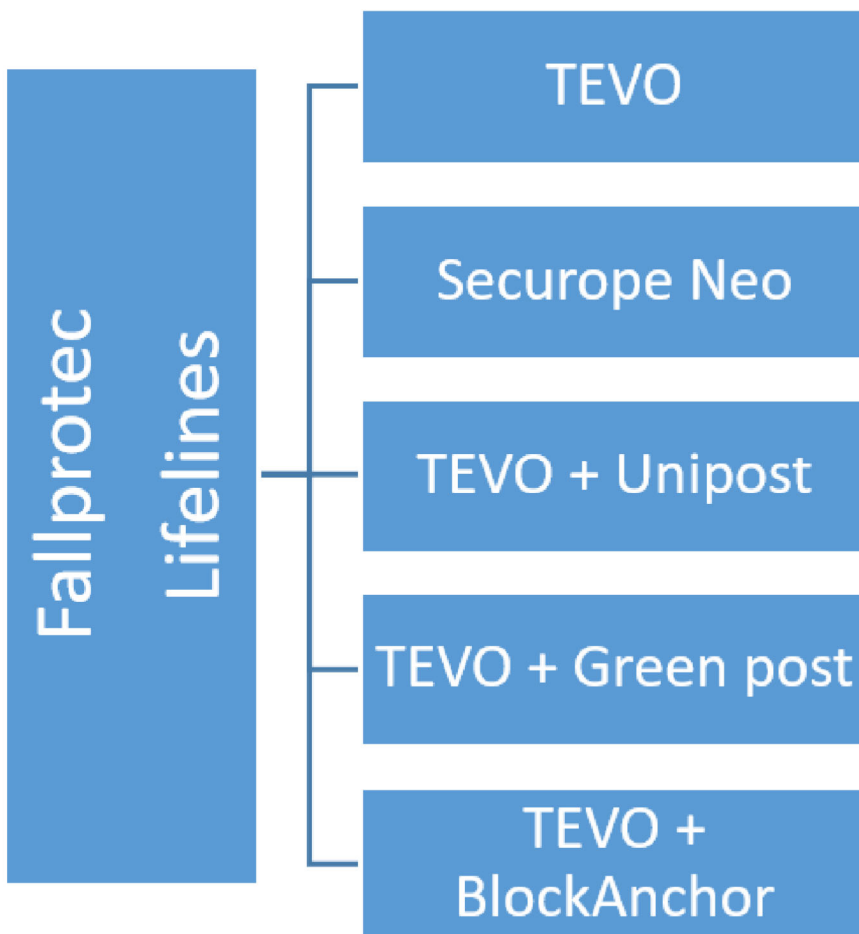 Fallprotec
Lifelines
TEVO
Securope Neo
TEVO + Unipost
TEVO + Green post
TEVO +
BlockAnchor